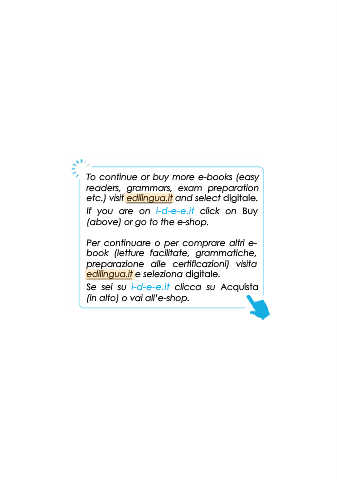 To continue or buy more e-books (easy
readers, grammars, exam preparation
etc.) visit edilingua.it and select digitale.
If you are on i-d-e-e.it click on Buy
(above) or go to the e-shop.
Per continuare o per comprare altri e-
book (letture facilitate, grammatiche,
preparazione alle certificazioni) visita
edilingua.it e seleziona digitale.
Se sei su i-d-e-e.it clicca su Acquista
(in alto) o vai all'e-shop.